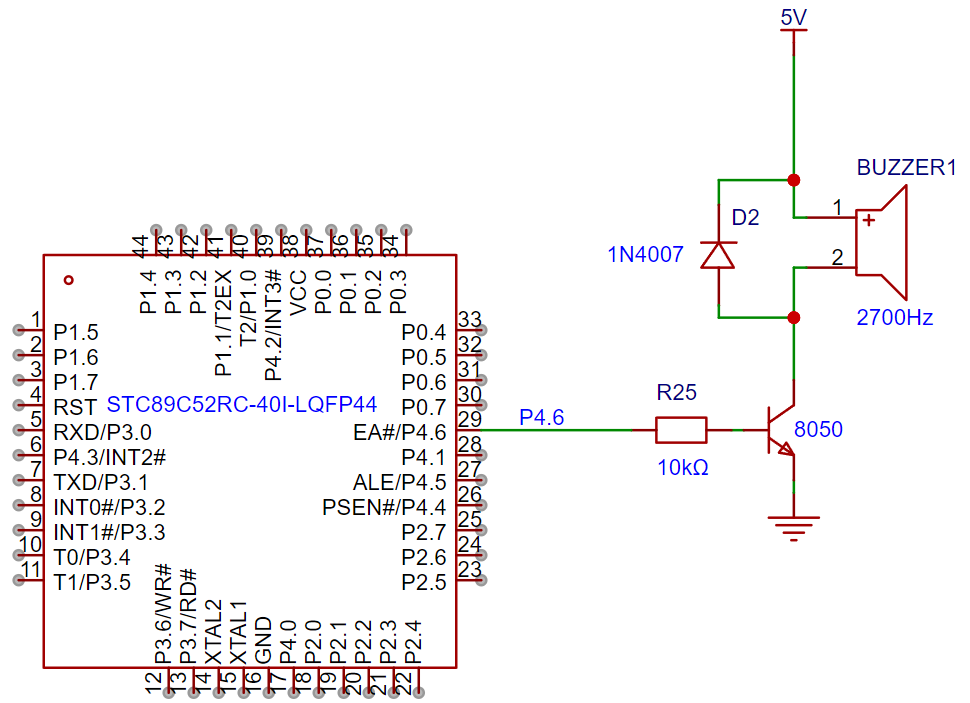 5V
BUZZER1
1
D2
1N4007
2
2700Hz
44
43
42
41
40
39
38
37
36
35
34
P1.4
P1.3
P1.2
P1.1/T2EX
T2/P1.0
P4.2/INT3#
VCC
P0.0
P0.1
P0.2
P0.3
1 P1.5
2 P1.6
3 P1.7
4 RST
5 RXD/P3.0
6 P4.3/INT2#
7 TXD/P3.1
8 INT0#/P3.2
9 INT1#/P3.3
10 T0/P3.4
11 T1/P3.5
STC89C52RC-40I-LQFP44
P0.4 33
P0.5 32
P0.6 31
P0.7 30
EA#/P4.6 29
P4.1 28
ALE/P4.5 27
PSEN#/P4.4 26
P2.7 25
P2.6 24
P2.5 23
P3.6/WR#
P3.7/RD#
XTAL2
XTAL1
GND
P4.0
P2.0
P2.1
P2.2
P2.3
P2.4
12
13
14
15
16
17
18
19
20
21
22
P4.6
R25
10kΩ
8050